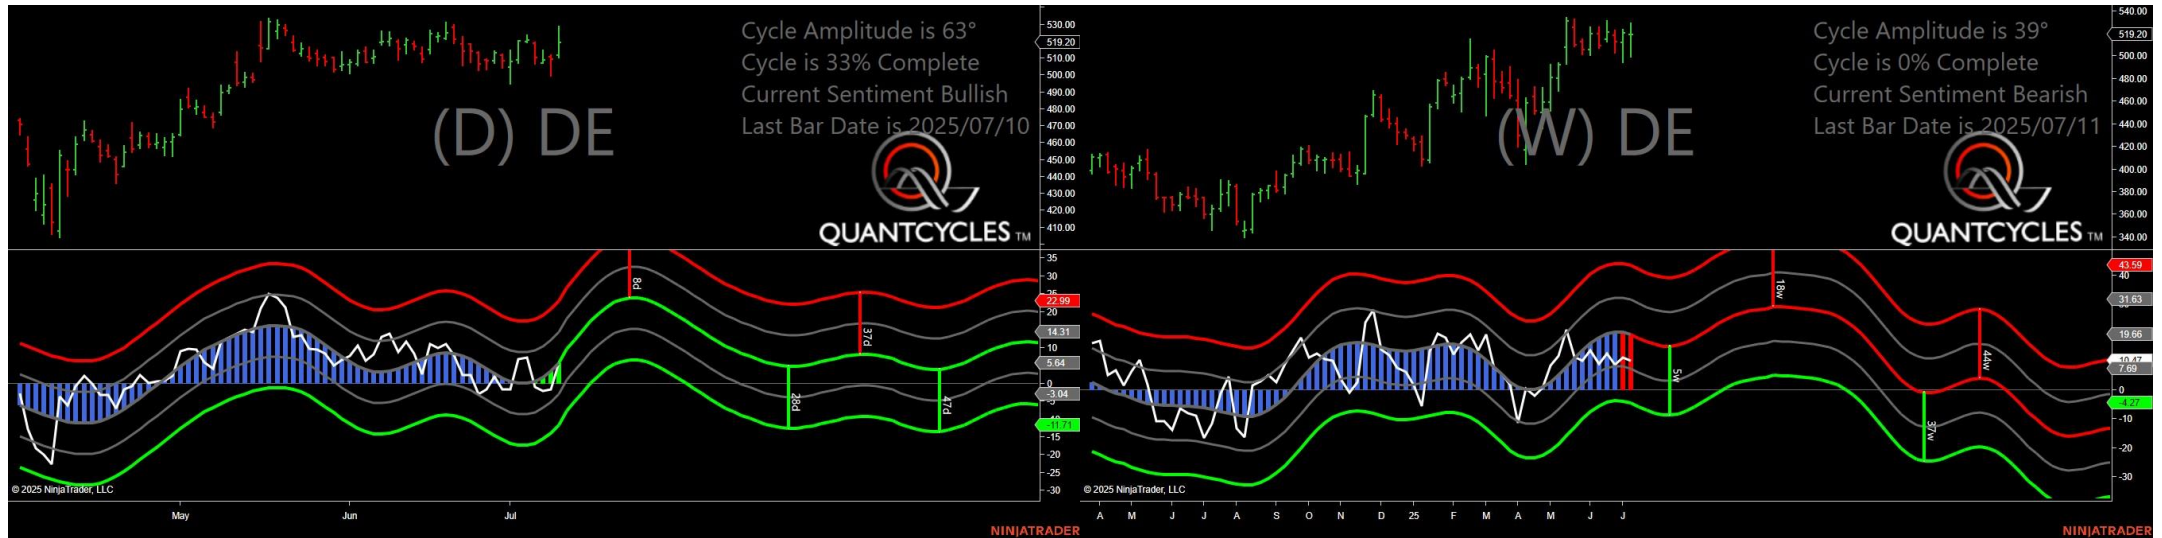 Cycle Amplitude is 63°
Cycle is 33% Complete
Current Sentiment Bullish
Last Bar Date is 2025/07/10
(D) DE
QUANTCYCLES TM
530.00
519.20
510.00
500.00
490.00
480.00
470.00
460.00
450.00
440.00
430.00
420.00
410.00
8d
37d
28d
47d
35
30
25
22.99
20
14.31
10
5.64
0
-3.04
-5
-11.71
-15
-20
-25
-30
© 2025 NinjaTrader, LLC
May
Jun
Jul
NINJATRADER
Cycle Amplitude is 39°
Cycle is 0% Complete
Current Sentiment Bearish
Last Bar Date is 2025/07/11
(W) DE
QUANTCYCLES TM
540.00
519.20
500.00
480.00
460.00
440.00
420.00
400.00
380.00
360.00
340.00
18w
5w
44w
37w
43.59
40
31.63
19.66
10.47
7.69
0
-4.27
-10
-20
-30
© 2025 NinjaTrader, LLC
A
M
J
J
A
S
O
N
D
25
F
M
A
M
J
J
NINJATRADER